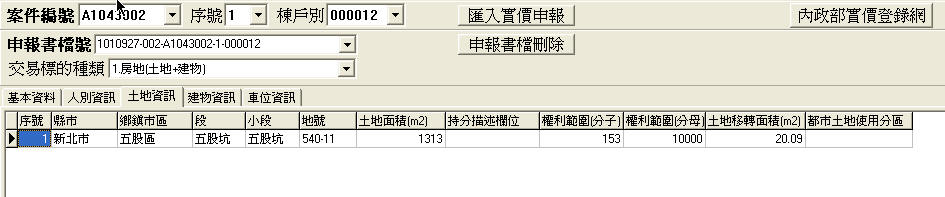 案件編號 A1043002 序號 1 棟戶別 000012 匯入實價申報 內政部實價登錄網
申報書檔號 1010927-002-A1043002-1-000012 申報書檔刪除
交易標的種類 1.房地(土地+建物)
基本資料 人別資訊 土地資訊 建物資訊 車位資訊
序號 縣市 鄉鎮市區 段 小段 地號 土地面積(m2) 持分描述欄位 權利範圍(分子) 權利範圍(分母) 土地移轉面積(m2) 都市土地使用分區
1 新北市 五股區 五股坑 五股坑 540-11 1313 153 10000 20.09